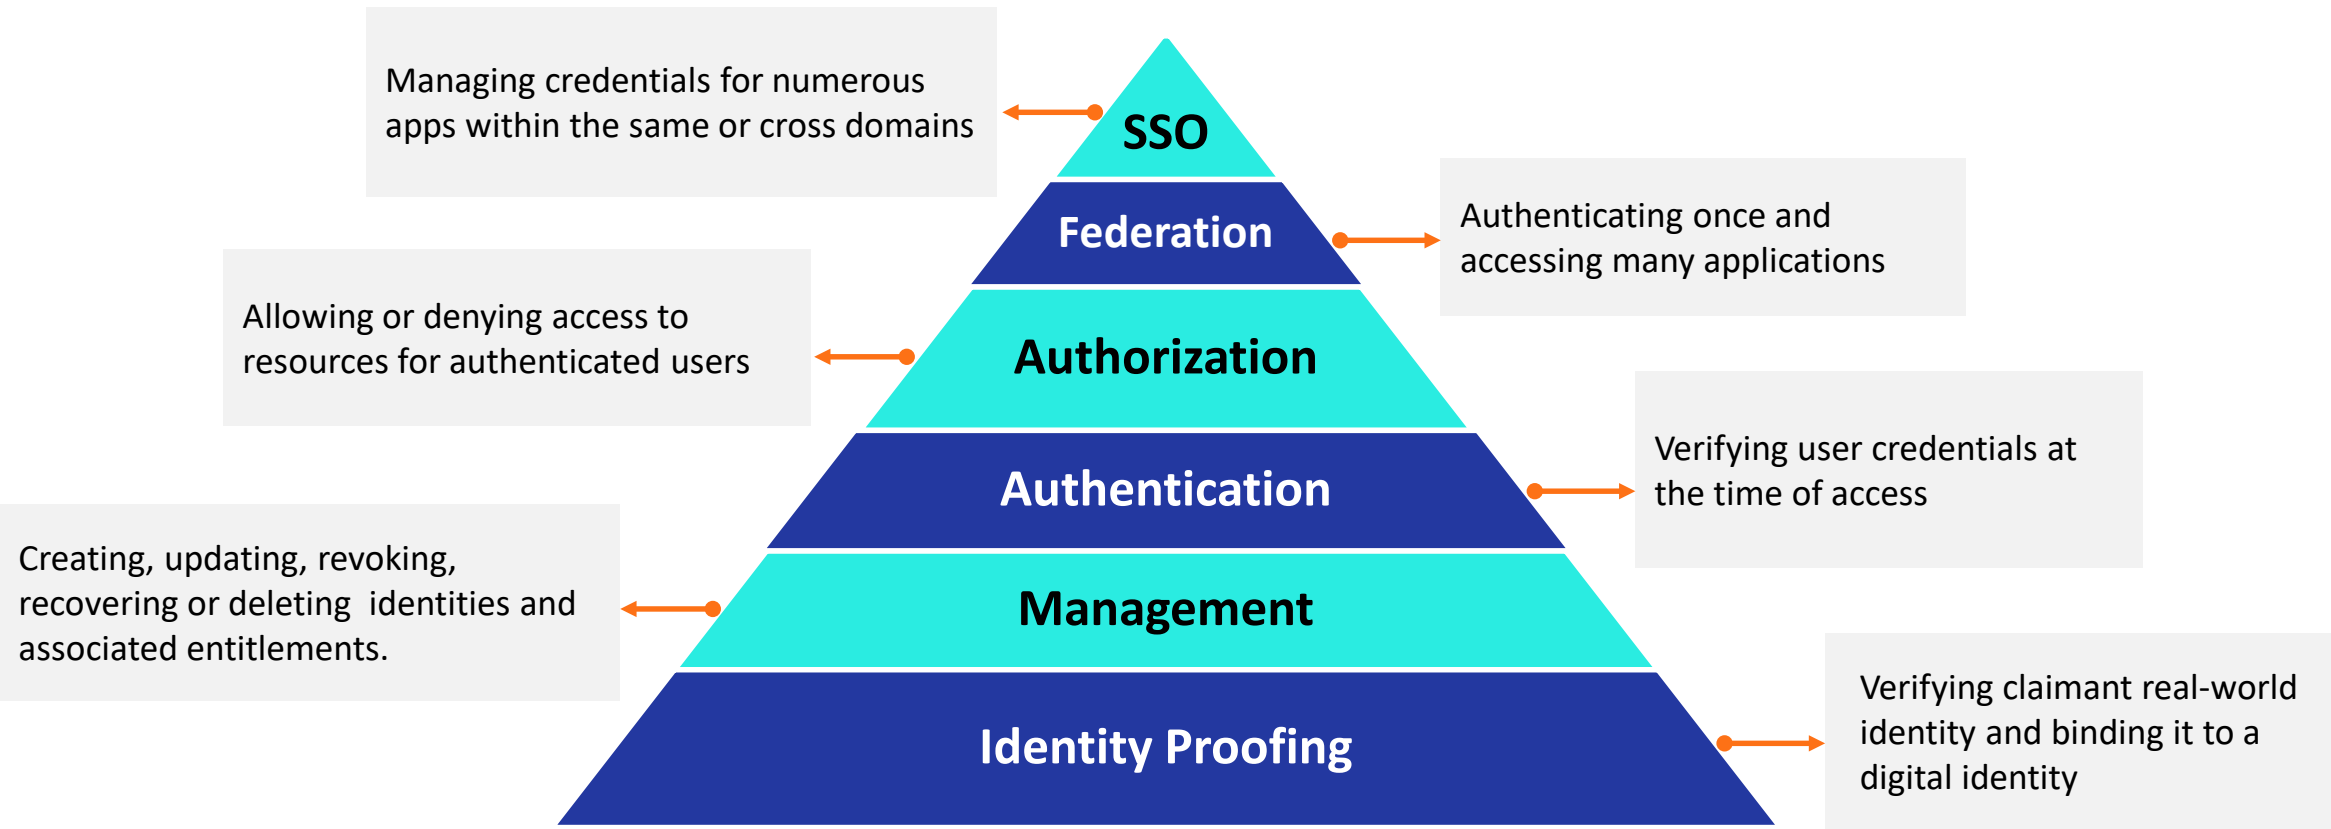 Managing credentials for numerous
apps within the same or cross domains
SSO
Federation
Authenticating once and
accessing many applications
Allowing or denying access to
resources for authenticated users
Authorization
Authentication
Verifying user credentials at
the time of access
Creating, updating, revoking,
recovering or deleting  identities and
associated entitlements.
Management
Identity Proofing
Verifying claimant real-world
identity and binding it to a
digital identity